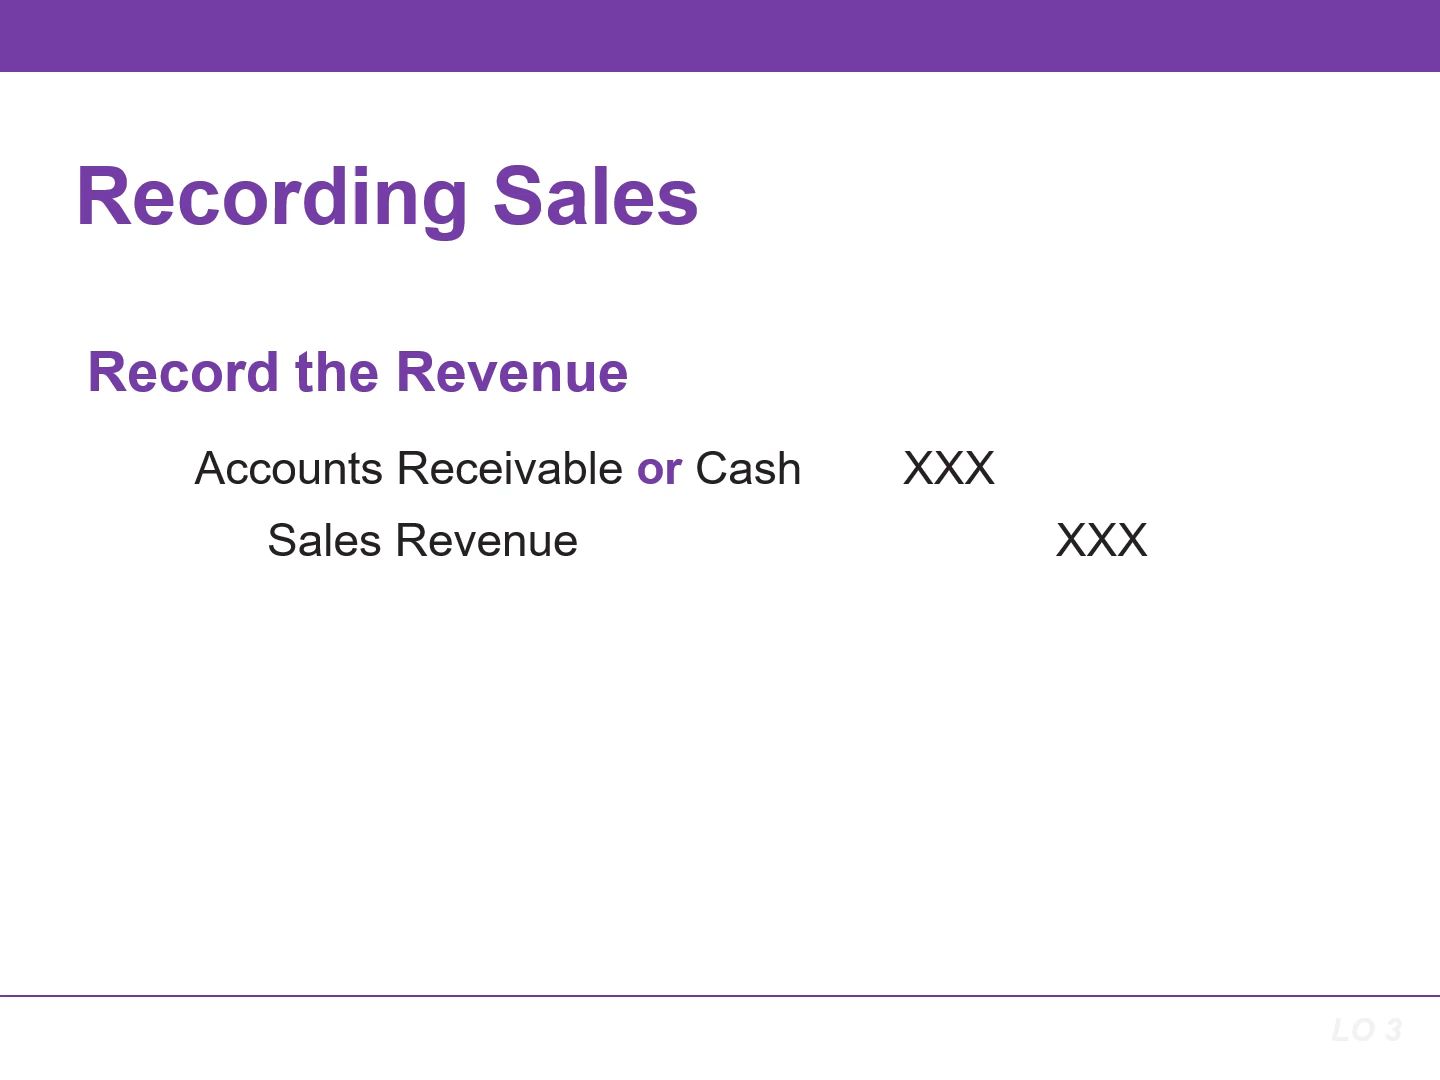 Recording Sales
Record the Revenue
Accounts Receivable or Cash XXX
Sales Revenue XXX
LO 3